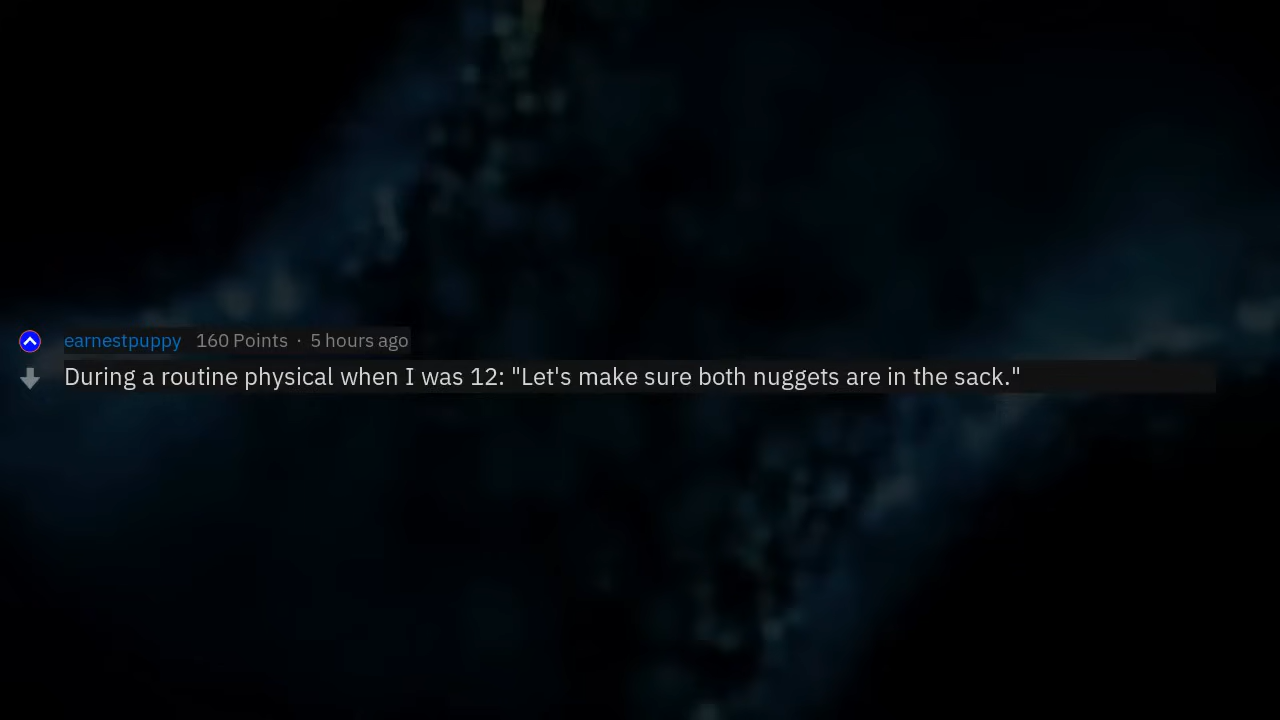 earnestpuppy 160 Points · 5 hours ago
During a routine physical when I was 12: "Let's make sure both nuggets are in the sack."